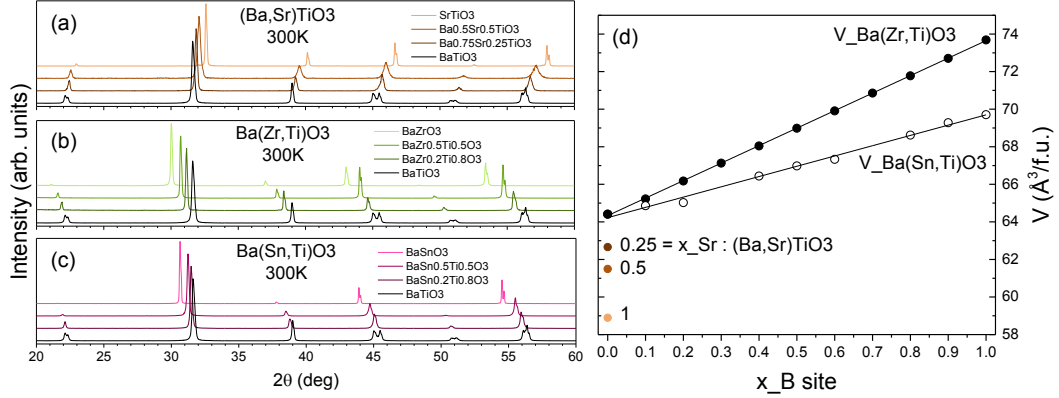 Intensity (arb. units)
(a)
(Ba,Sr)TiO3
300K
SrTiO3
Ba0.5Sr0.5TiO3
Ba0.75Sr0.25TiO3
BaTiO3
(b)
Ba(Zr,Ti)O3
300K
BaZrO3
BaZr0.5Ti0.5O3
BaZr0.2Ti0.8O3
BaTiO3
(c)
Ba(Sn,Ti)O3
300K
BaSnO3
BaSn0.5Ti0.5O3
BaSn0.2Ti0.8O3
BaTiO3
20 25 30 35 40 45 50 55 60
2θ (deg)
(d)
V_Ba(Zr,Ti)O3
V_Ba(Sn,Ti)O3
0.25 = x_Sr : (Ba,Sr)TiO3
0.5
1
74
72
70
68
66
64
62
60
58
V (Å³/f.u.)
0.0 0.1 0.2 0.3 0.4 0.5 0.6 0.7 0.8 0.9 1.0
x_B site